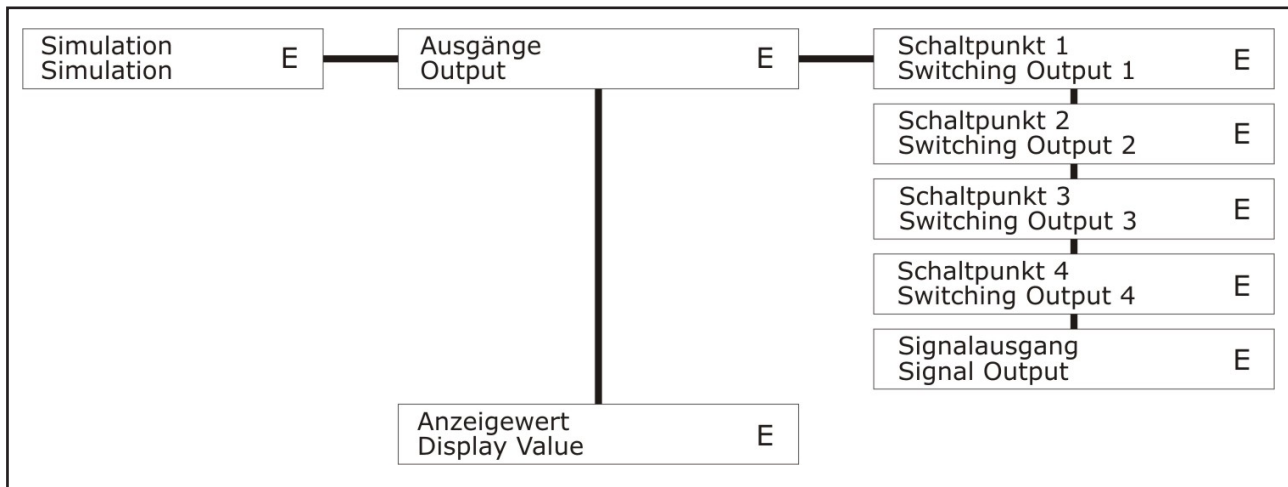 Simulation
Simulation
E
Ausgänge
Output
E
Schaltpunkt 1
Switching Output 1
E
Schaltpunkt 2
Switching Output 2
E
Schaltpunkt 3
Switching Output 3
E
Schaltpunkt 4
Switching Output 4
E
Signalausgang
Signal Output
E
Anzeigewert
Display Value
E